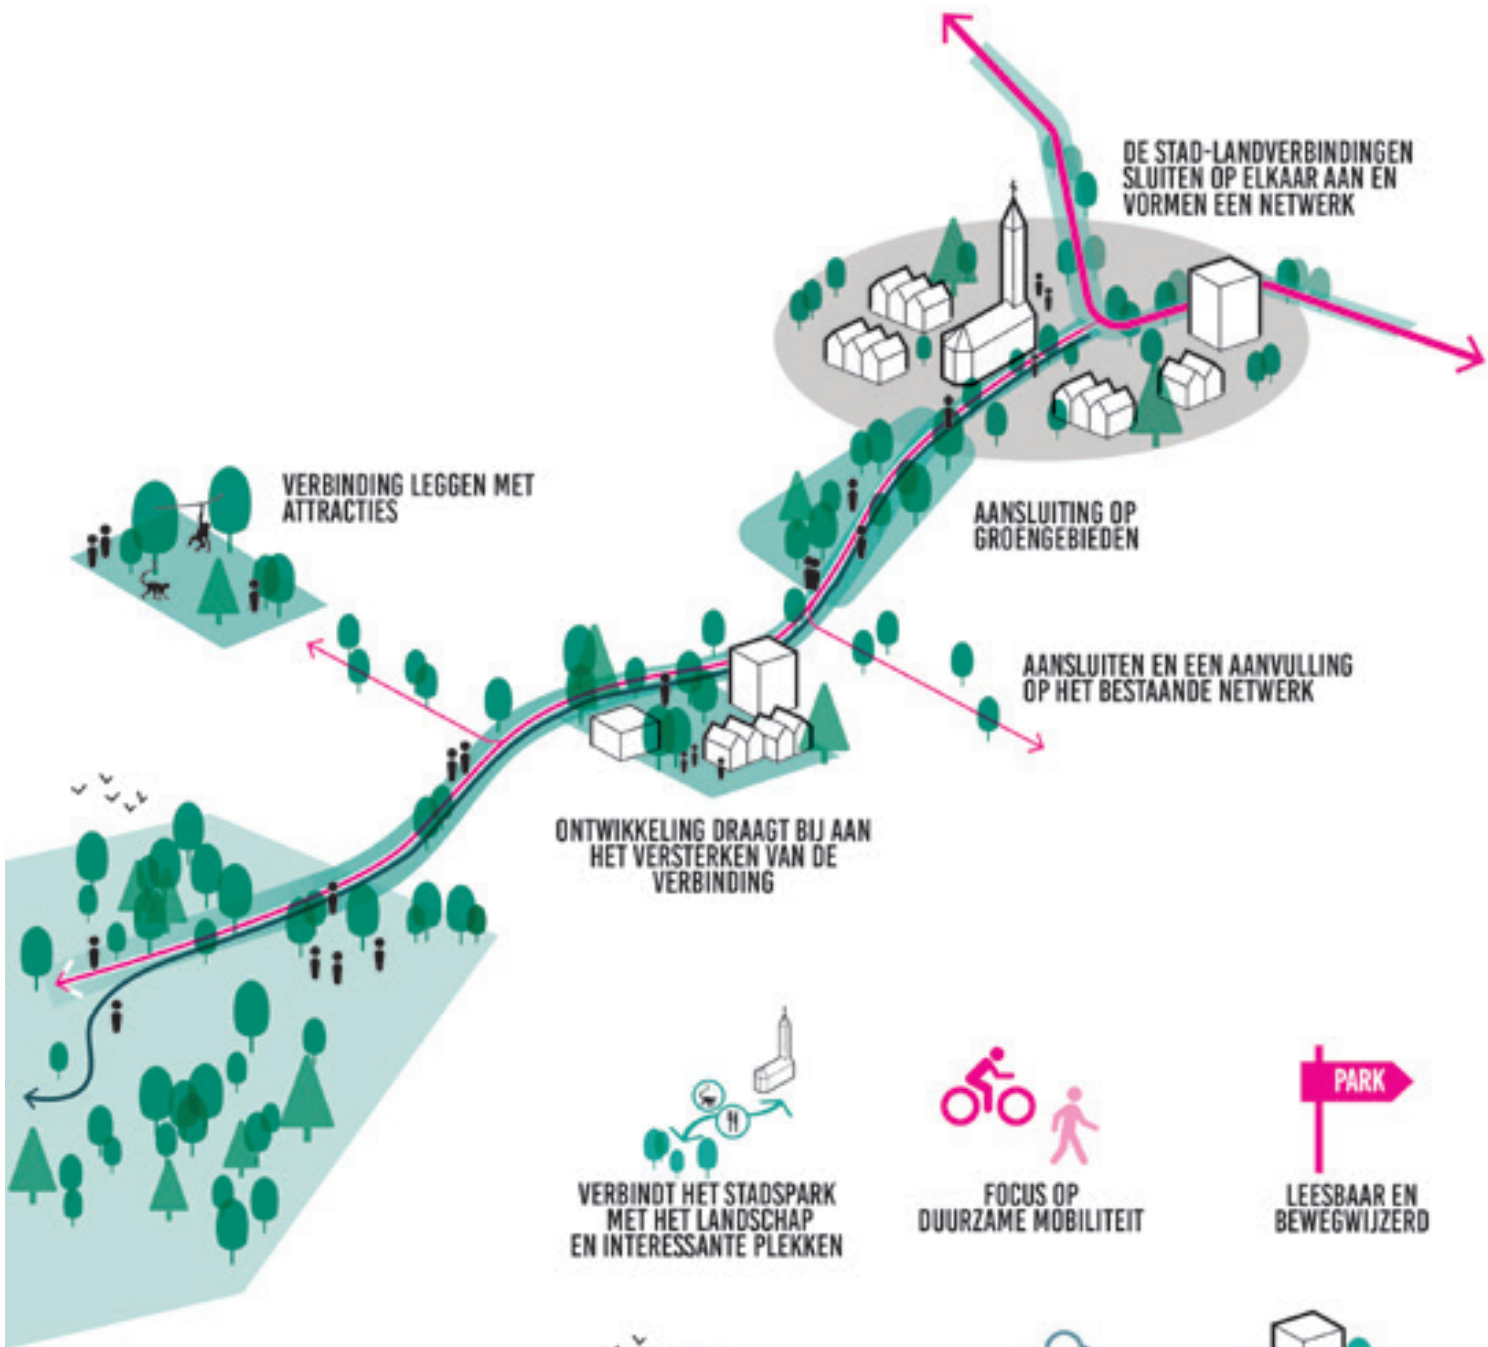 DE STAD-LANDVERBINDINGEN
SLUITEN OP ELKAAR AAN EN
VORMEN EEN NETWERK
VERBINDING LEGGEN MET
ATTRACTIES
AANSLUITING OP
GROENGEBIEDEN
AANSLUITEN EN EEN AANVULLING
OP HET BESTAANDE NETWERK
ONTWIKKELING DRAAGT BIJ AAN
HET VERSTERKEN VAN DE
VERBINDING
PARK
VERBINDT HET STADSPARK
MET HET LANDSCHAP
EN INTERESSANTE PLEKKEN
FOCUS OP
DUURZAME MOBILITEIT
LEESBAAR EN
BEWEGWIJZERD